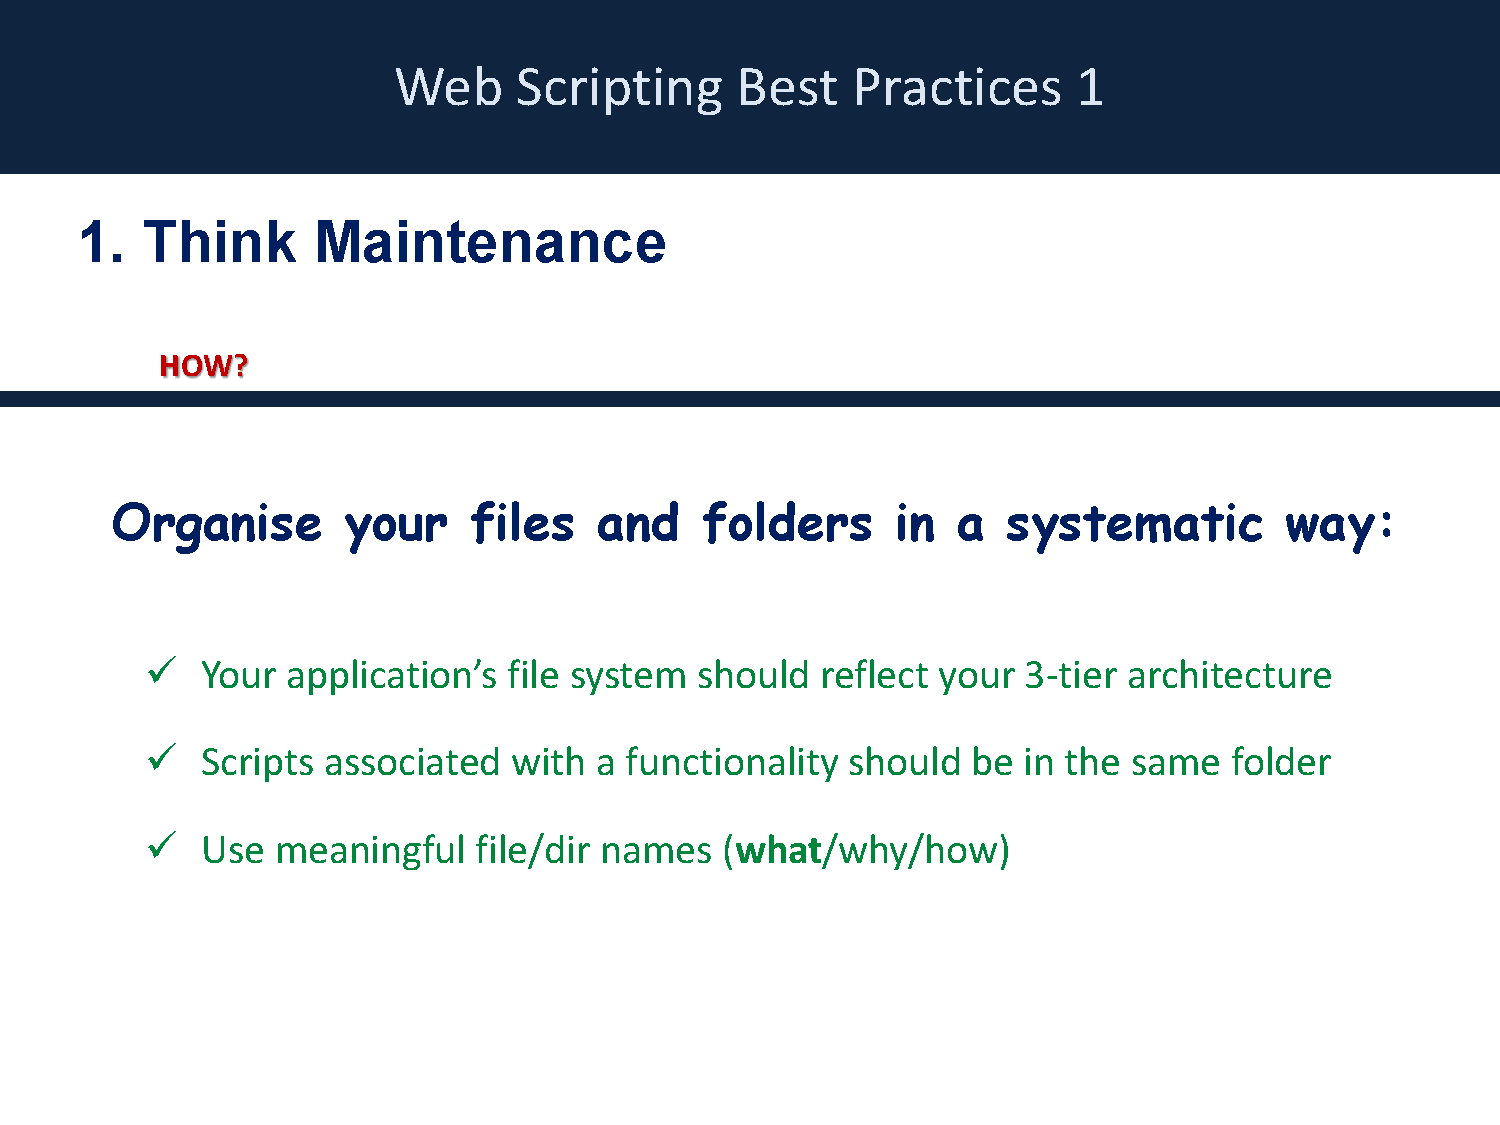 Web Scripting Best Practices 1
1. Think Maintenance
HOW?
Organise your files and folders in a systematic way:
✓ Your application’s file system should reflect your 3-tier architecture
✓ Scripts associated with a functionality should be in the same folder
✓ Use meaningful file/dir names (what/why/how)